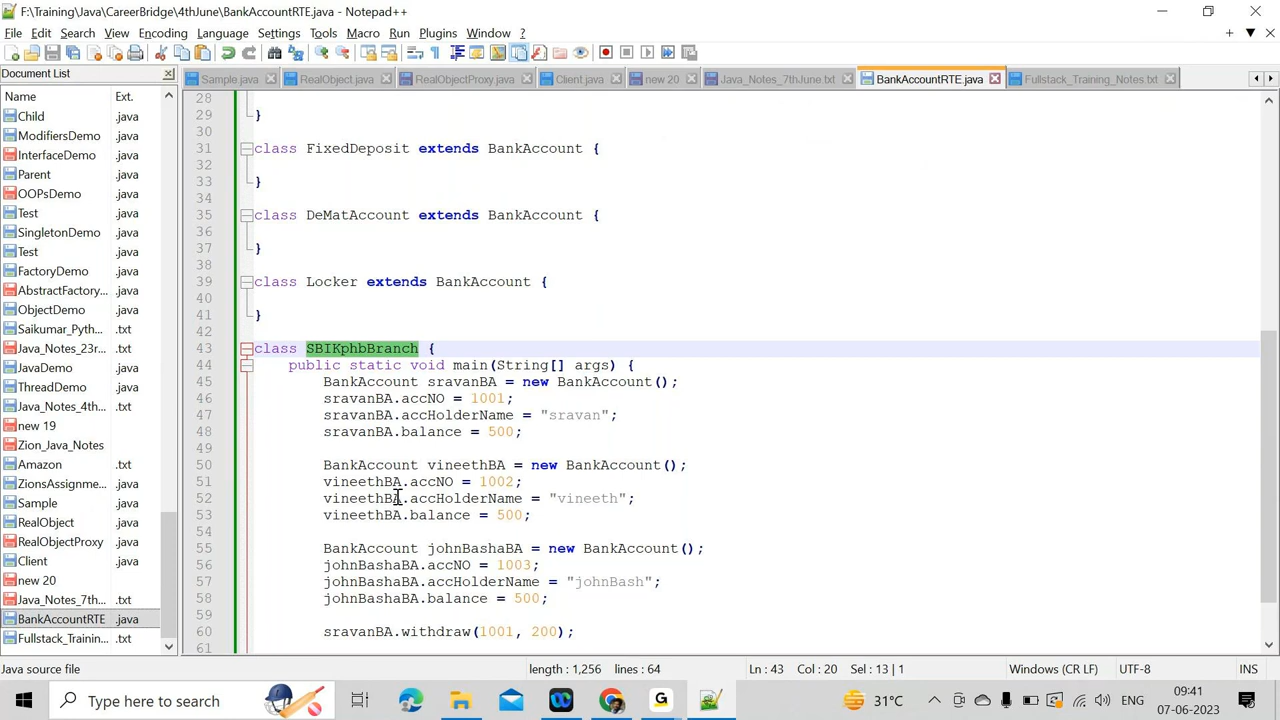 F:\Training\Java\CareerBridge\4thJune\BankAccountRTE.java - Notepad++
File Edit Search View Encoding Language Settings Tools Macro Run Plugins Window ?
Sample.java RealObject.java RealObjectProxy.java Client.java new 20 Java_Notes_7thJune.txt BankAccountRTE.java Fullstack_Training_Notes.txt
Document List
Name Ext.
Child .java
ModifiersDemo .java
InterfaceDemo .java
Parent .java
OOPsDemo .java
Test .java
SingletonDemo .java
Test .java
FactoryDemo .java
AbstractFactory... .java
ObjectDemo .java
Saikumar_Pyth... .txt
Java_Notes_23r... .txt
JavaDemo .java
ThreadDemo .java
Java_Notes_4th... .txt
new 19
Zion_Java_Notes
Amazon .txt
ZionsAssignme... .java
Sample .java
RealObject .java
RealObjectProxy .java
Client .java
new 20 .java
Java_Notes_7th... .txt
BankAccountRTE .java
Fullstack_Trainin... .txt
28
29 }
30
31 class FixedDeposit extends BankAccount {
32
33 }
34
35 class DeMatAccount extends BankAccount {
36
37 }
38
39 class Locker extends BankAccount {
40
41 }
42
43 class SBIKphbBranch {
44 public static void main(String[] args) {
45 BankAccount sravanBA = new BankAccount();
46 sravanBA.accNO = 1001;
47 sravanBA.accHolderName = "sravan";
48 sravanBA.balance = 500;
49
50 BankAccount vineethBA = new BankAccount();
51 vineethBA.accNO = 1002;
52 vineethBA.accHolderName = "vineeth";
53 vineethBA.balance = 500;
54
55 BankAccount johnBashaBA = new BankAccount();
56 johnBashaBA.accNO = 1003;
57 johnBashaBA.accHolderName = "johnBash";
58 johnBashaBA.balance = 500;
59
60 sravanBA.withdraw(1001, 200);
61
Java source file length : 1,256 lines : 64 Ln : 43 Col : 20 Sel : 13 | 1 Windows (CR LF) UTF-8 INS
Type here to search 31°C ENG 09:41
07-06-2023